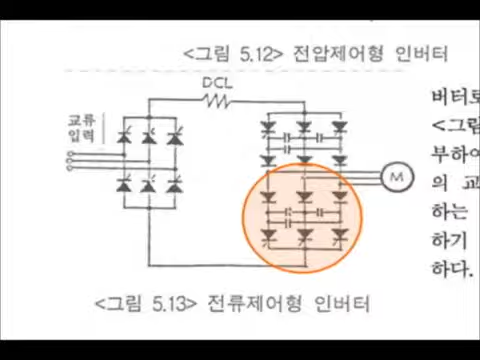 <그림 5.12> 전압제어형 인버터
DCL
교류
입력
M
버터로
<그림
부하여
의 교
하는
하기
하다.
<그림 5.13> 전류제어형 인버터